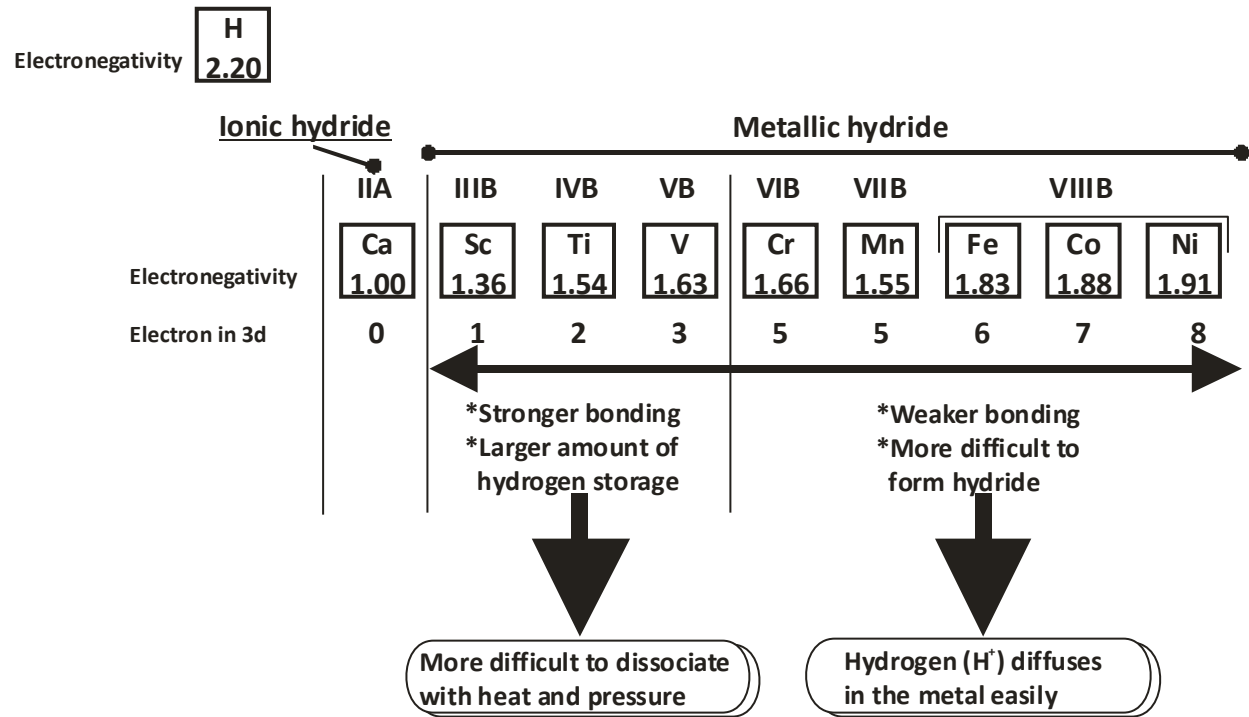 H
Electronegativity 2.20
Ionic hydride Metallic hydride
IIA IIIB IVB VB VIB VIIB VIIIB
Ca Sc Ti V Cr Mn Fe Co Ni
Electronegativity 1.00 1.36 1.54 1.63 1.66 1.55 1.83 1.88 1.91
Electron in 3d 0 1 2 3 5 5 6 7 8
*Stronger bonding
*Larger amount of
hydrogen storage
*Weaker bonding
*More difficult to
form hydride
More difficult to dissociate
with heat and pressure
Hydrogen (H⁺) diffuses
in the metal easily